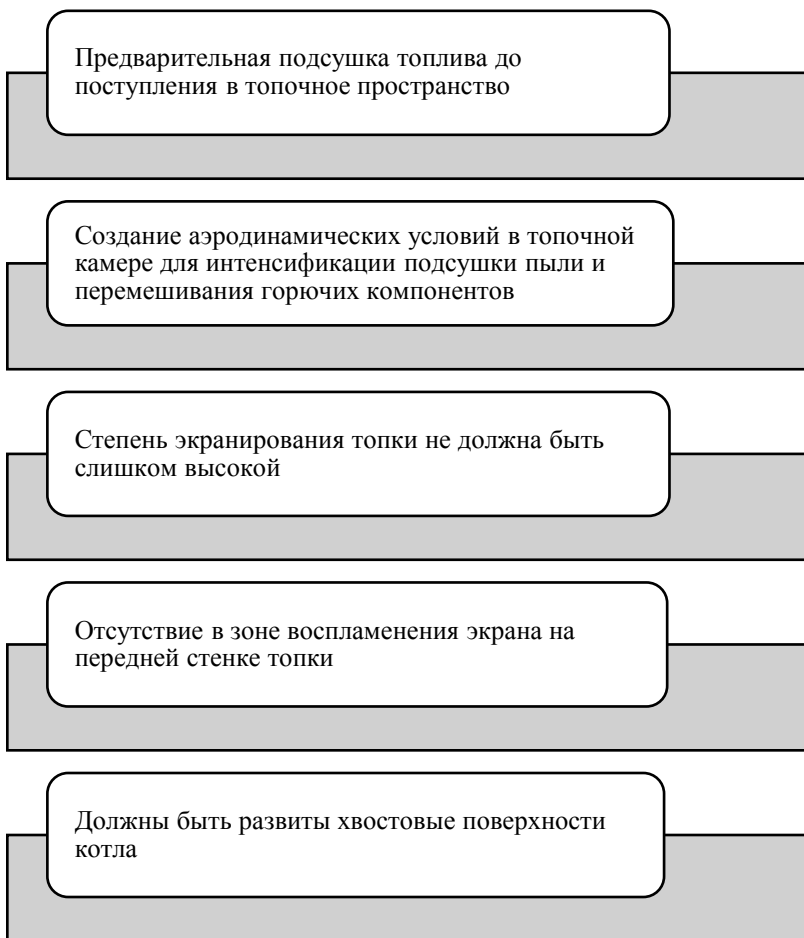 Предварительная подсушка топлива до
поступления в топочное пространство
Создание аэродинамических условий в топочной
камере для интенсификации подсушки пыли и
перемешивания горючих компонентов
Степень экранирования топки не должна быть
слишком высокой
Отсутствие в зоне воспламенения экрана на
передней стенке топки
Должны быть развиты хвостовые поверхности
котла